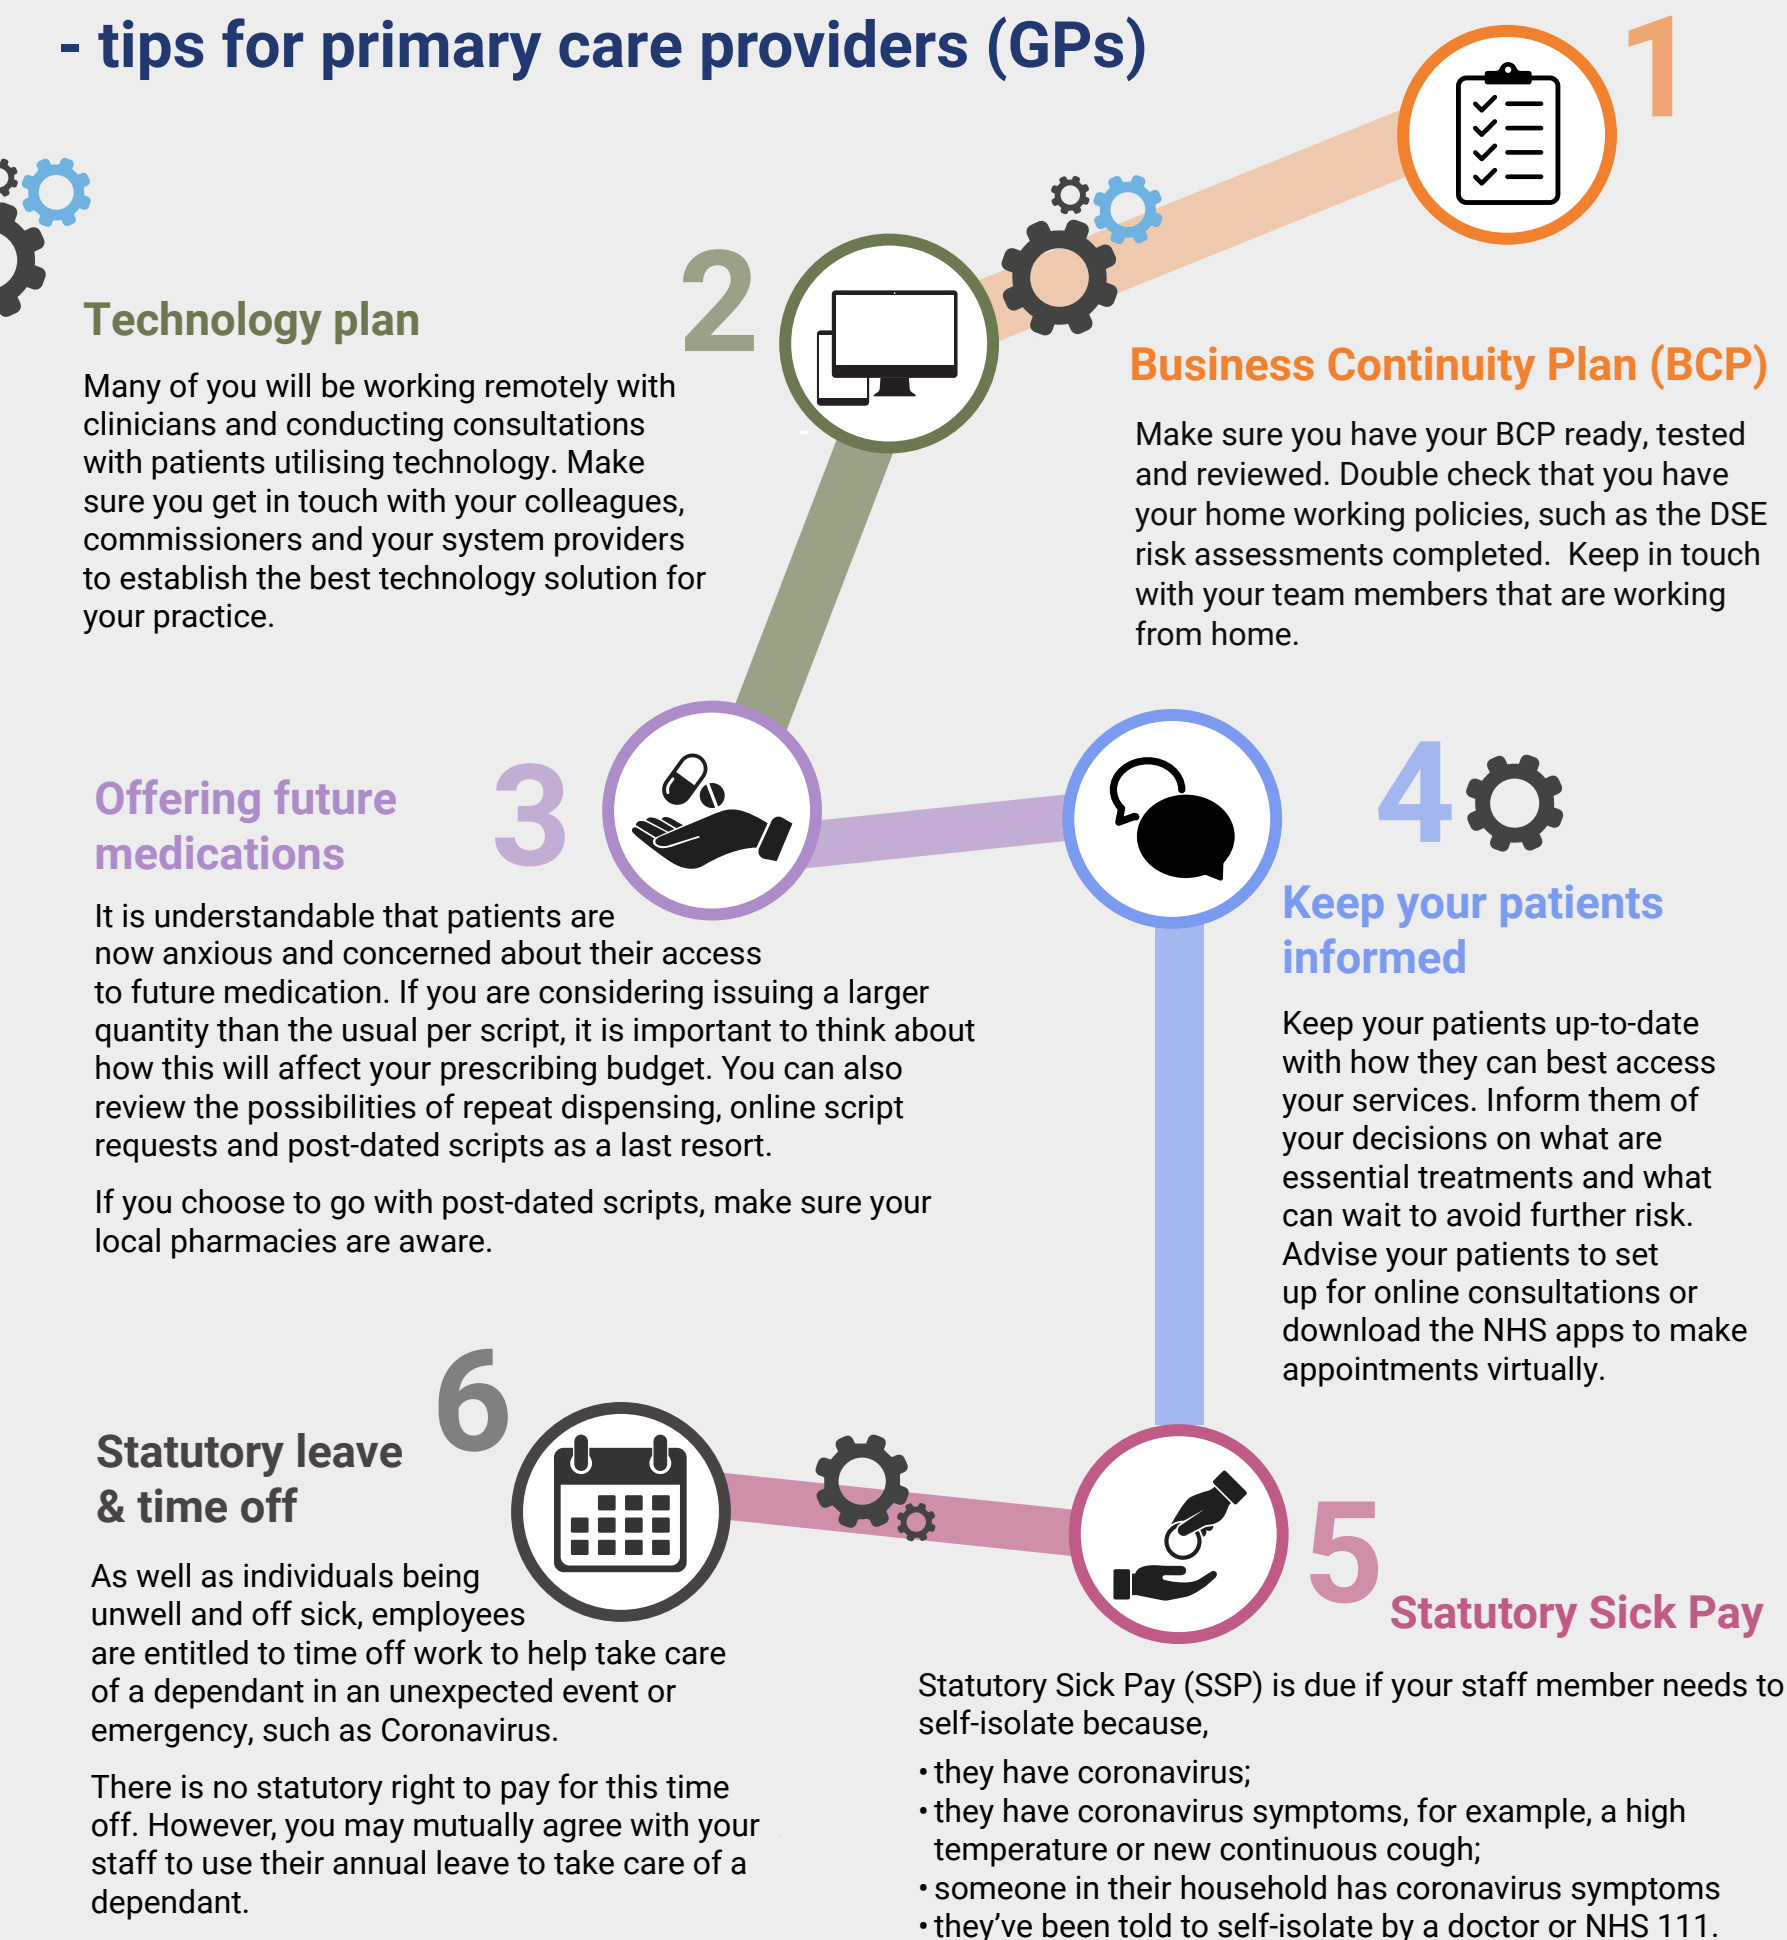 - tips for primary care providers (GPs)
1
Business Continuity Plan (BCP)
Make sure you have your BCP ready, tested
and reviewed. Double check that you have
your home working policies, such as the DSE
risk assessments completed.  Keep in touch
with your team members that are working
from home.
2
Technology plan
Many of you will be working remotely with
clinicians and conducting consultations
with patients utilising technology. Make
sure you get in touch with your colleagues,
commissioners and your system providers
to establish the best technology solution for
your practice.
3
Offering future
medications
It is understandable that patients are
now anxious and concerned about their access
to future medication. If you are considering issuing a larger
quantity than the usual per script, it is important to think about
how this will affect your prescribing budget. You can also
review the possibilities of repeat dispensing, online script
requests and post-dated scripts as a last resort.
If you choose to go with post-dated scripts, make sure your
local pharmacies are aware.
4
Keep your patients
informed
Keep your patients up-to-date
with how they can best access
your services. Inform them of
your decisions on what are
essential treatments and what
can wait to avoid further risk.
Advise your patients to set
up for online consultations or
download the NHS apps to make
appointments virtually.
5
Statutory Sick Pay
Statutory Sick Pay (SSP) is due if your staff member needs to
self-isolate because,
• they have coronavirus;
• they have coronavirus symptoms, for example, a high
temperature or new continuous cough;
• someone in their household has coronavirus symptoms
• they’ve been told to self-isolate by a doctor or NHS 111.
6
Statutory leave
& time off
As well as individuals being
unwell and off sick, employees
are entitled to time off work to help take care
of a dependant in an unexpected event or
emergency, such as Coronavirus.
There is no statutory right to pay for this time
off. However, you may mutually agree with your
staff to use their annual leave to take care of a
dependant.